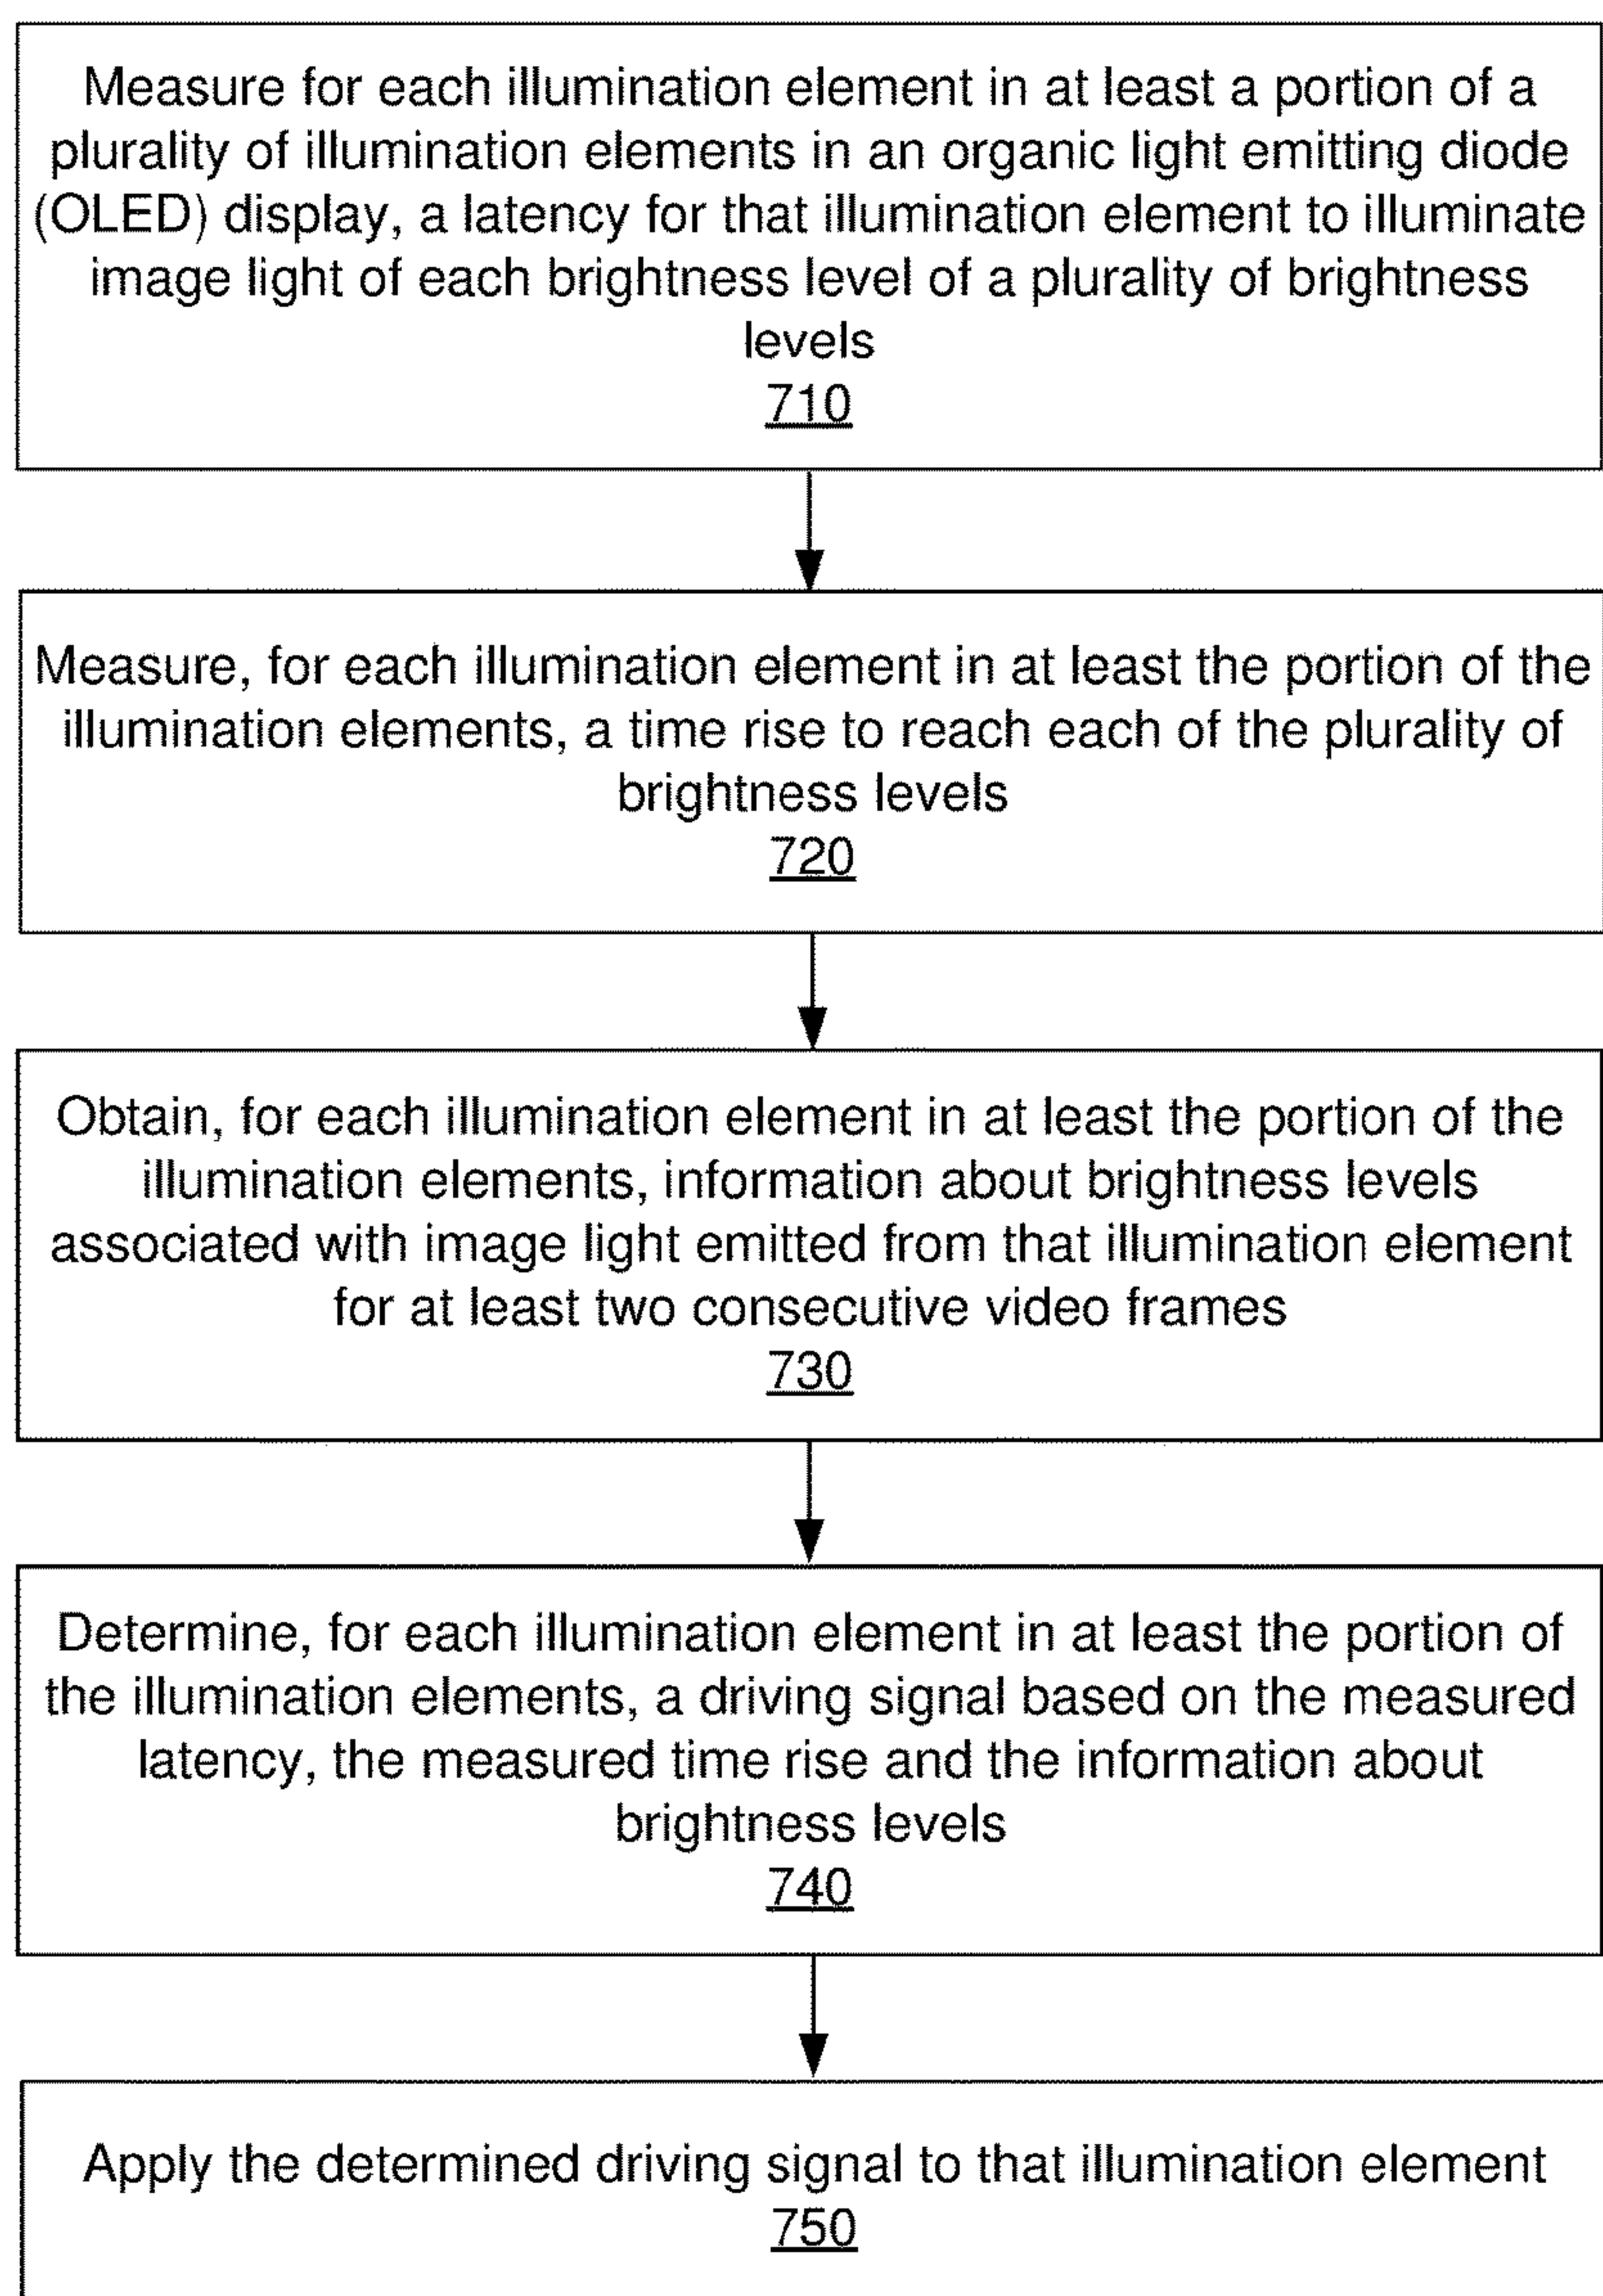 Measure for each illumination element in at least a portion of a
plurality of illumination elements in an organic light emitting diode
(OLED) display, a latency for that illumination element to illuminate
image light of each brightness level of a plurality of brightness
levels
710
Measure, for each illumination element in at least the portion of the
illumination elements, a time rise to reach each of the plurality of
brightness levels
720
Obtain, for each illumination element in at least the portion of the
illumination elements, information about brightness levels
associated with image light emitted from that illumination element
for at least two consecutive video frames
730
Determine, for each illumination element in at least the portion of
the illumination elements, a driving signal based on the measured
latency, the measured time rise and the information about
brightness levels
740
Apply the determined driving signal to that illumination element
750